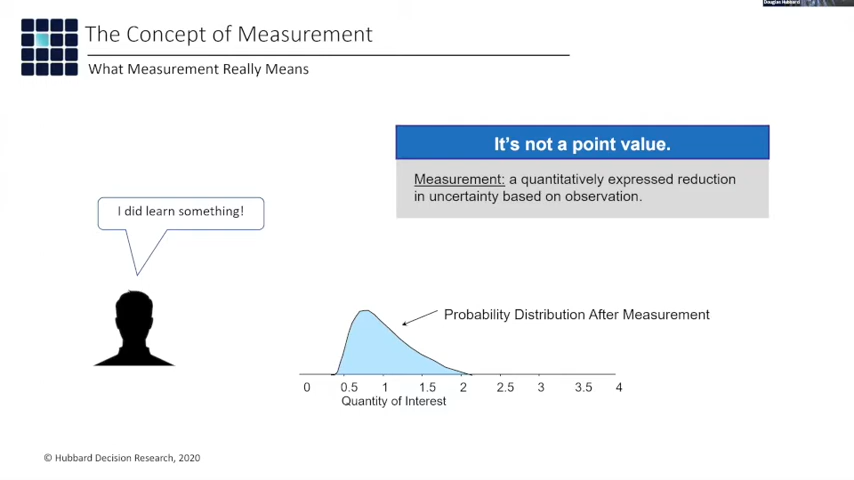 Douglas Hubbard
The Concept of Measurement
What Measurement Really Means
It's not a point value.
Measurement: a quantitatively expressed reduction
in uncertainty based on observation.
I did learn something!
Probability Distribution After Measurement
0 0.5 1 1.5 2 2.5 3 3.5 4
Quantity of Interest
© Hubbard Decision Research, 2020